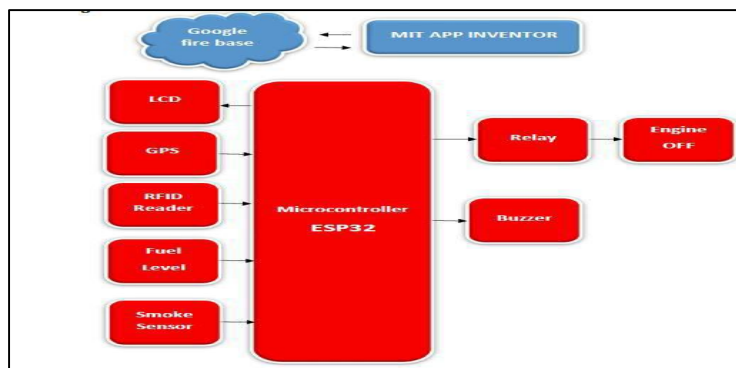 Google
fire base
MIT APP INVENTOR
LCD
GPS
RFID
Reader
Fuel
Level
Smoke
Sensor
Microcontroller
ESP32
Relay
Engine
OFF
Buzzer